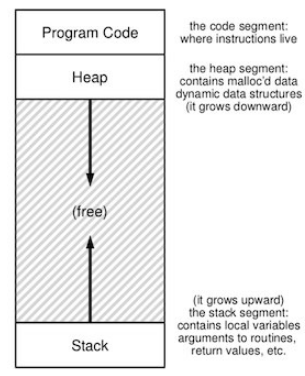 Program Code
the code segment:
where instructions live
Heap
the heap segment:
contains malloc'd data
dynamic data structures
(it grows downward)
(free)
(it grows upward)
the stack segment:
contains local variables
arguments to routines,
return values, etc.
Stack